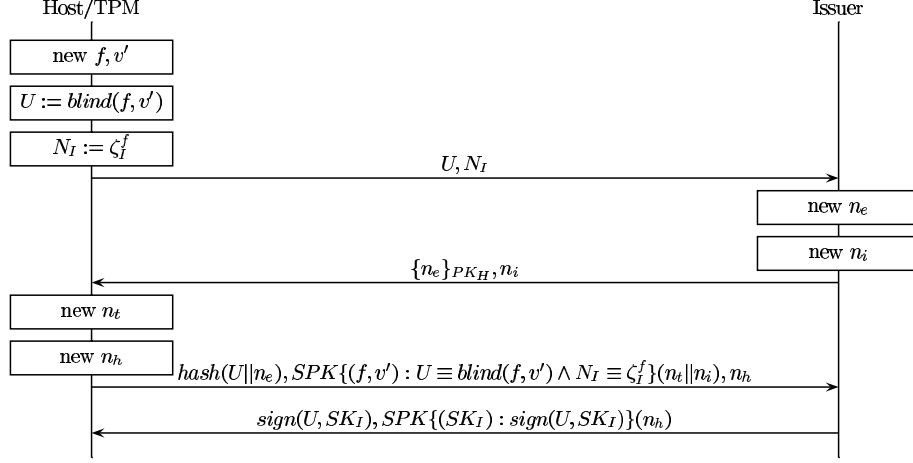 Host/TPM Issuer
new f, v′
U := blind(f, v′)
N_I := ζ_I^f
U, N_I
new n_e
new n_i
{n_e}_{PK_H}, n_i
new n_t
new n_h
hash(U||n_e), SPK{(f, v′) : U ≡ blind(f, v′) ∧ N_I ≡ ζ_I^f}(n_t||n_i), n_h
sign(U, SK_I), SPK{(SK_I) : sign(U, SK_I)}(n_h)